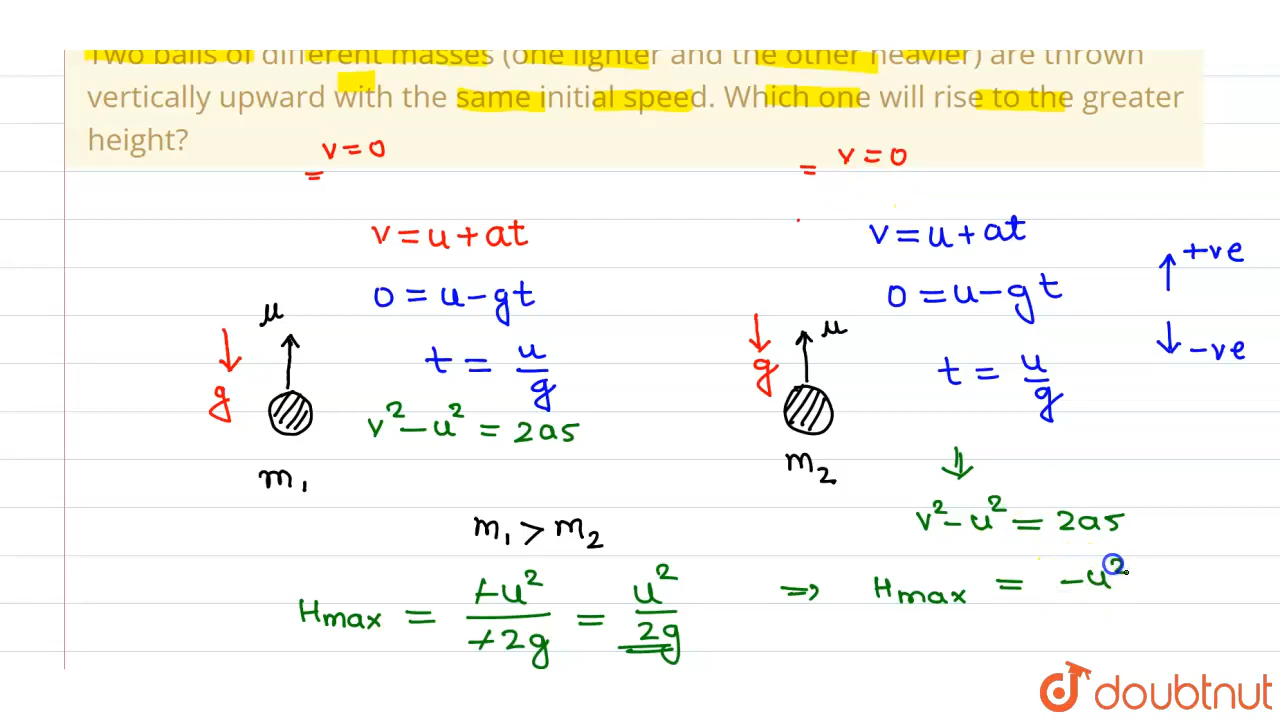 Two balls of different masses (one lighter and the other heavier) are thrown
vertically upward with the same initial speed. Which one will rise to the greater
height?
v = 0
=
v = 0
=
v = u + at
v = u + at
+ve
0 = u - gt
0 = u - gt
u
u
t = u/g
t = u/g
-ve
g
g
v² - u² = 2as
m₁
m₂
v² - u² = 2as
m₁ > m₂
Hmax = -u²/-2g = u²/2g
⇒ Hmax = -u²
doubtnut